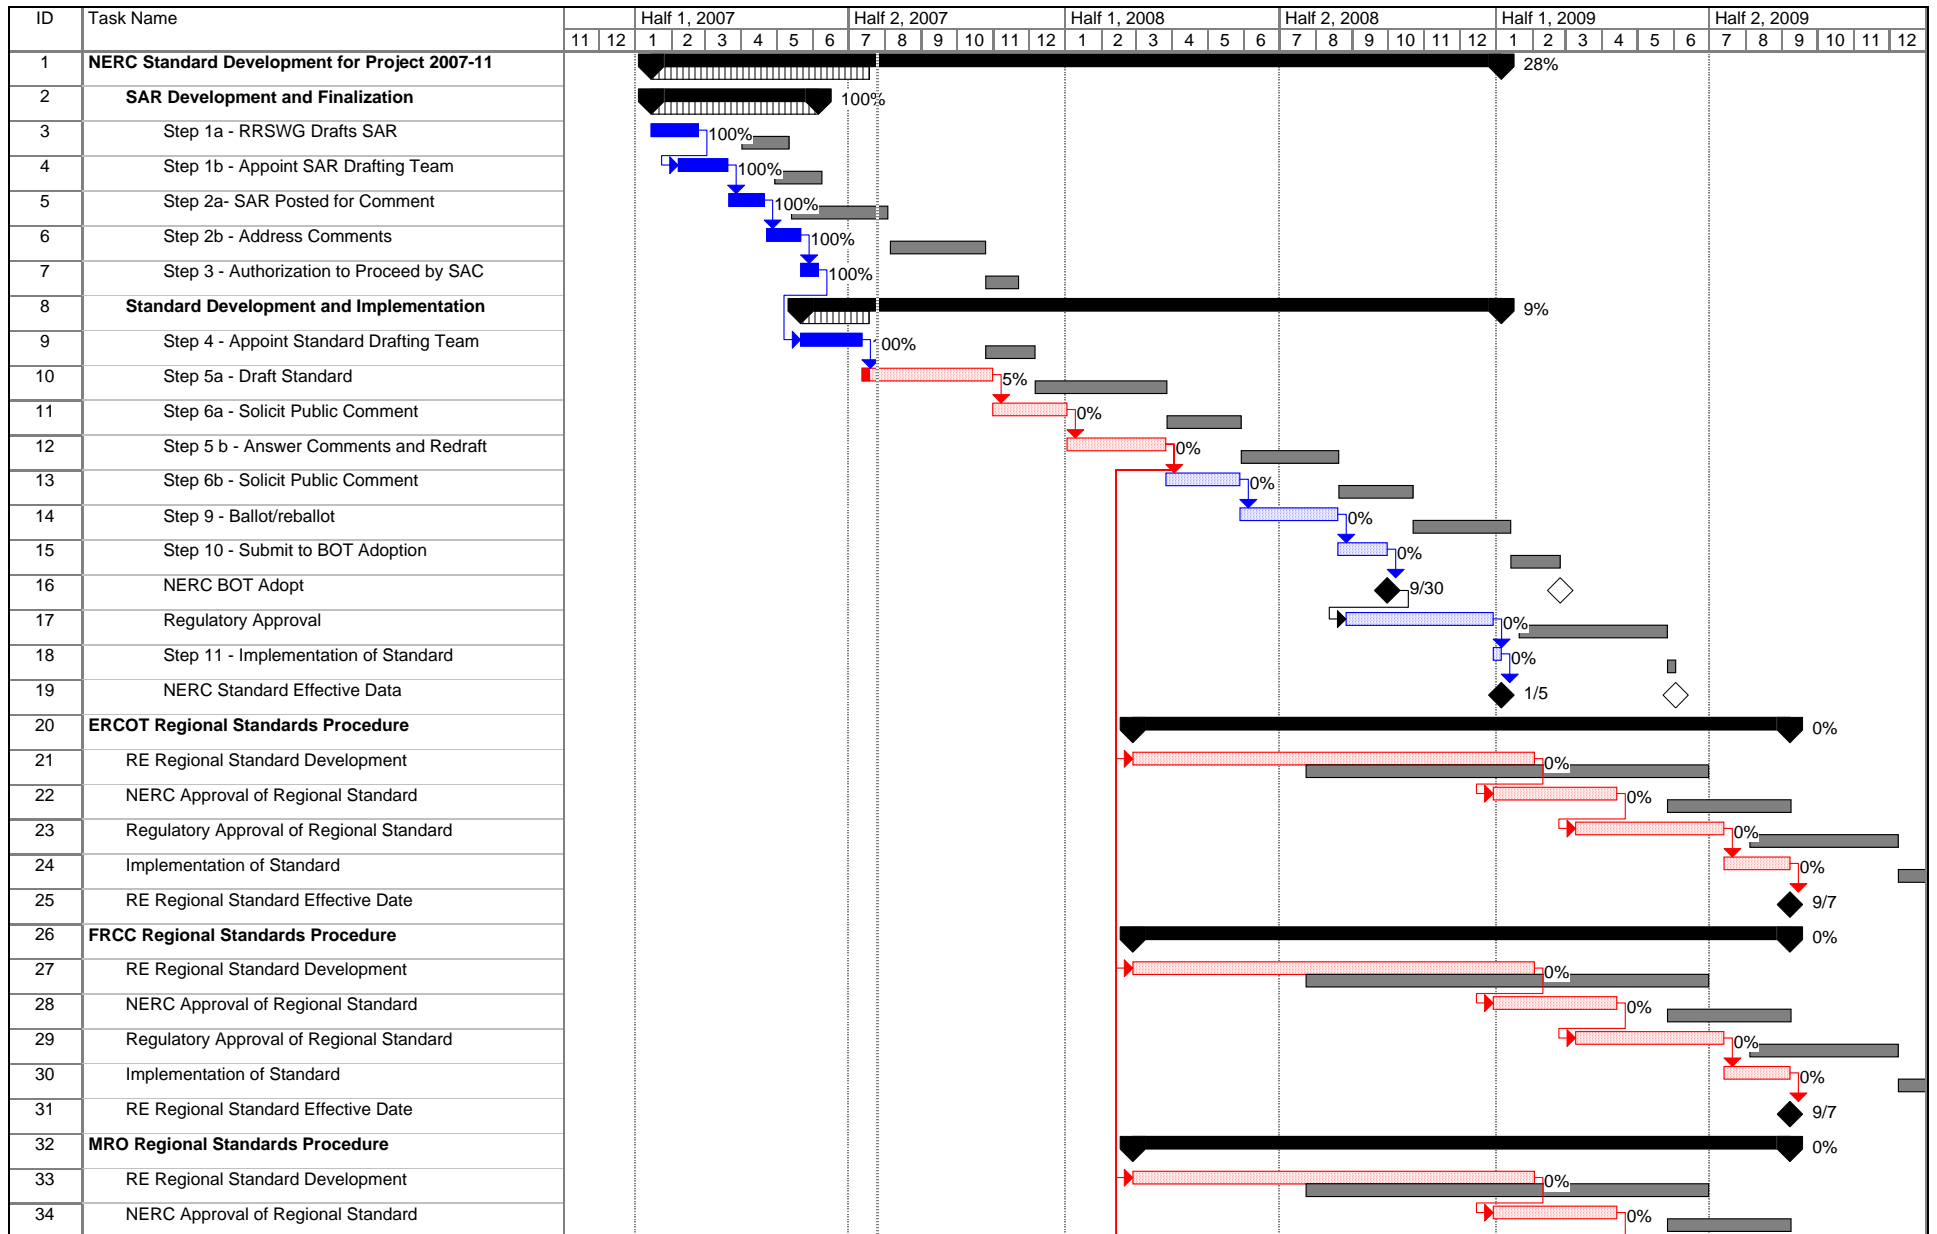 ID Task Name Half 1, 2007 Half 2, 2007 Half 1, 2008 Half 2, 2008 Half 1, 2009 Half 2, 2009
11 12 1 2 3 4 5 6 7 8 9 10 11 12 1 2 3 4 5 6 7 8 9 10 11 12 1 2 3 4 5 6 7 8 9 10 11 12
1 NERC Standard Development for Project 2007-11 28%
2 SAR Development and Finalization 100%
3 Step 1a - RRSWG Drafts SAR 100%
4 Step 1b - Appoint SAR Drafting Team 100%
5 Step 2a- SAR Posted for Comment 100%
6 Step 2b - Address Comments 100%
7 Step 3 - Authorization to Proceed by SAC 100%
8 Standard Development and Implementation 9%
9 Step 4 - Appoint Standard Drafting Team 100%
10 Step 5a - Draft Standard 5%
11 Step 6a - Solicit Public Comment 0%
12 Step 5 b - Answer Comments and Redraft 0%
13 Step 6b - Solicit Public Comment 0%
14 Step 9 - Ballot/reballot 0%
15 Step 10 - Submit to BOT Adoption 0%
16 NERC BOT Adopt 9/30
17 Regulatory Approval 0%
18 Step 11 - Implementation of Standard 0%
19 NERC Standard Effective Data 1/5
20 ERCOT Regional Standards Procedure 0%
21 RE Regional Standard Development 0%
22 NERC Approval of Regional Standard 0%
23 Regulatory Approval of Regional Standard 0%
24 Implementation of Standard 0%
25 RE Regional Standard Effective Date 9/7
26 FRCC Regional Standards Procedure 0%
27 RE Regional Standard Development 0%
28 NERC Approval of Regional Standard 0%
29 Regulatory Approval of Regional Standard 0%
30 Implementation of Standard 0%
31 RE Regional Standard Effective Date 9/7
32 MRO Regional Standards Procedure 0%
33 RE Regional Standard Development 0%
34 NERC Approval of Regional Standard 0%